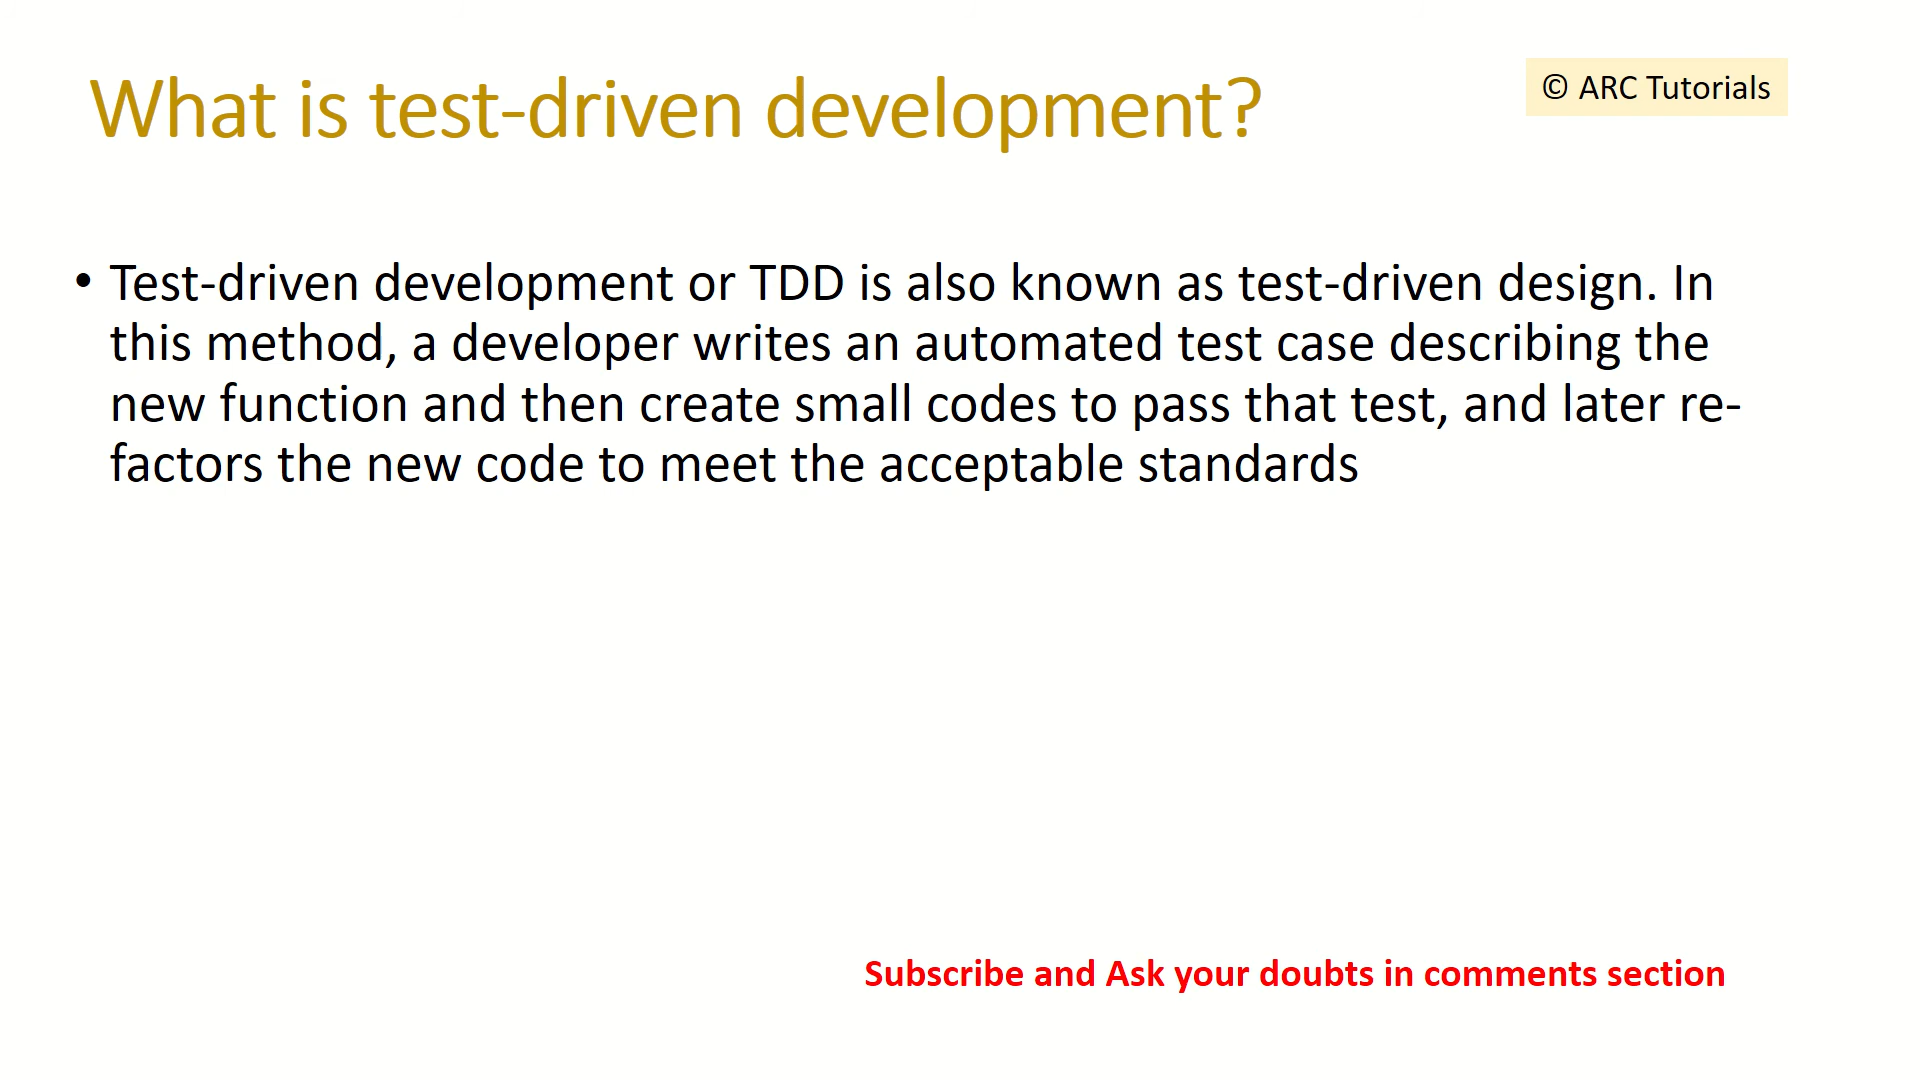 What is test-driven development?
© ARC Tutorials
• Test-driven development or TDD is also known as test-driven design. In
this method, a developer writes an automated test case describing the
new function and then create small codes to pass that test, and later re-
factors the new code to meet the acceptable standards
Subscribe and Ask your doubts in comments section